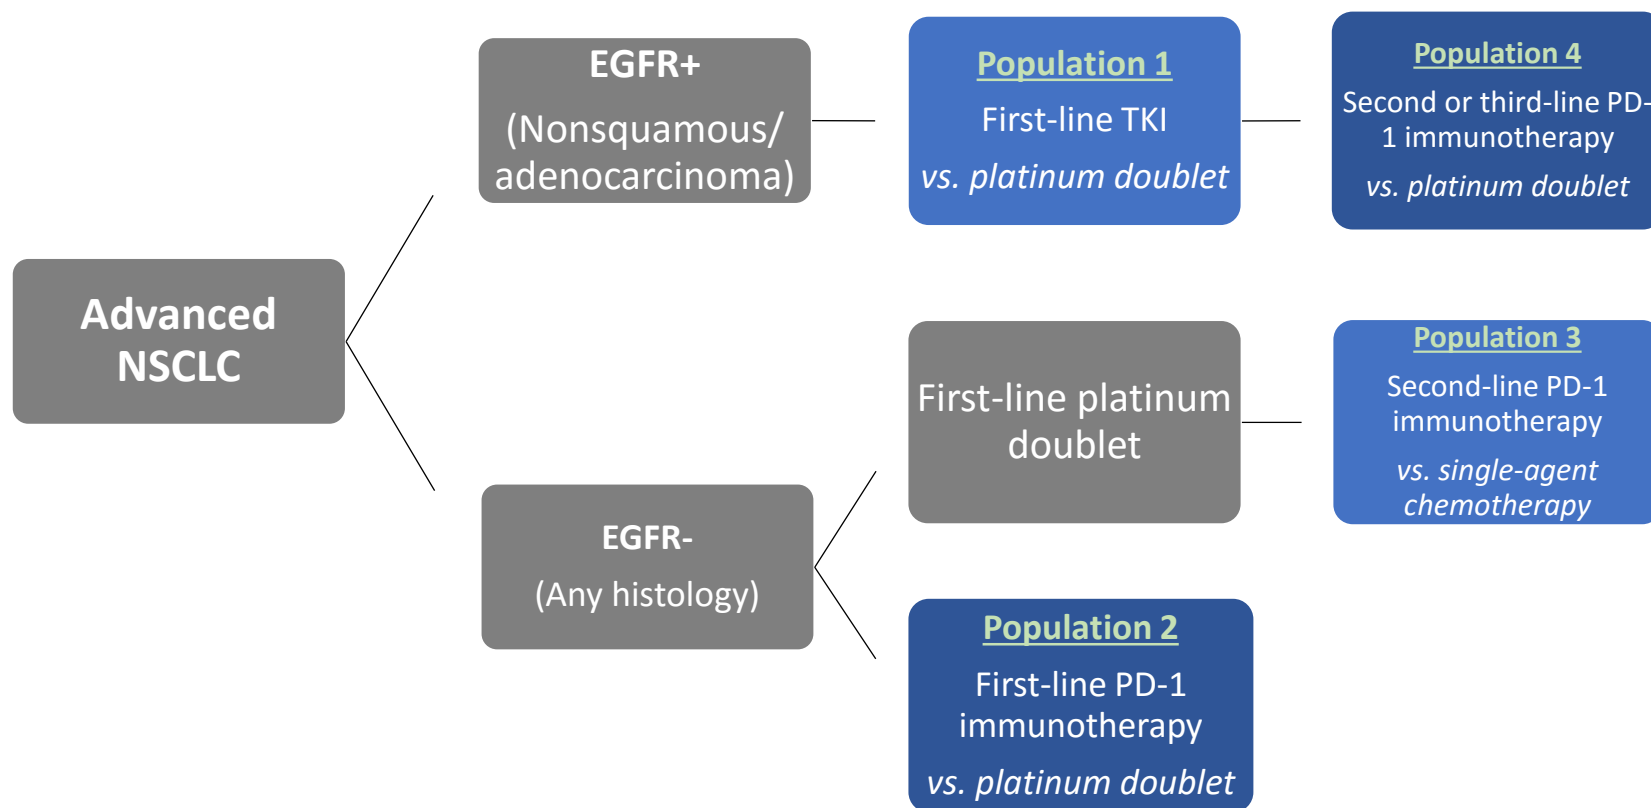 Advanced
NSCLC
EGFR+
(Nonsquamous/
adenocarcinoma)
Population 1
First-line TKI
vs. platinum doublet
Population 4
Second or third-line PD-
1 immunotherapy
vs. platinum doublet
EGFR-
(Any histology)
First-line platinum
doublet
Population 3
Second-line PD-1
immunotherapy
vs. single-agent
chemotherapy
Population 2
First-line PD-1
immunotherapy
vs. platinum doublet